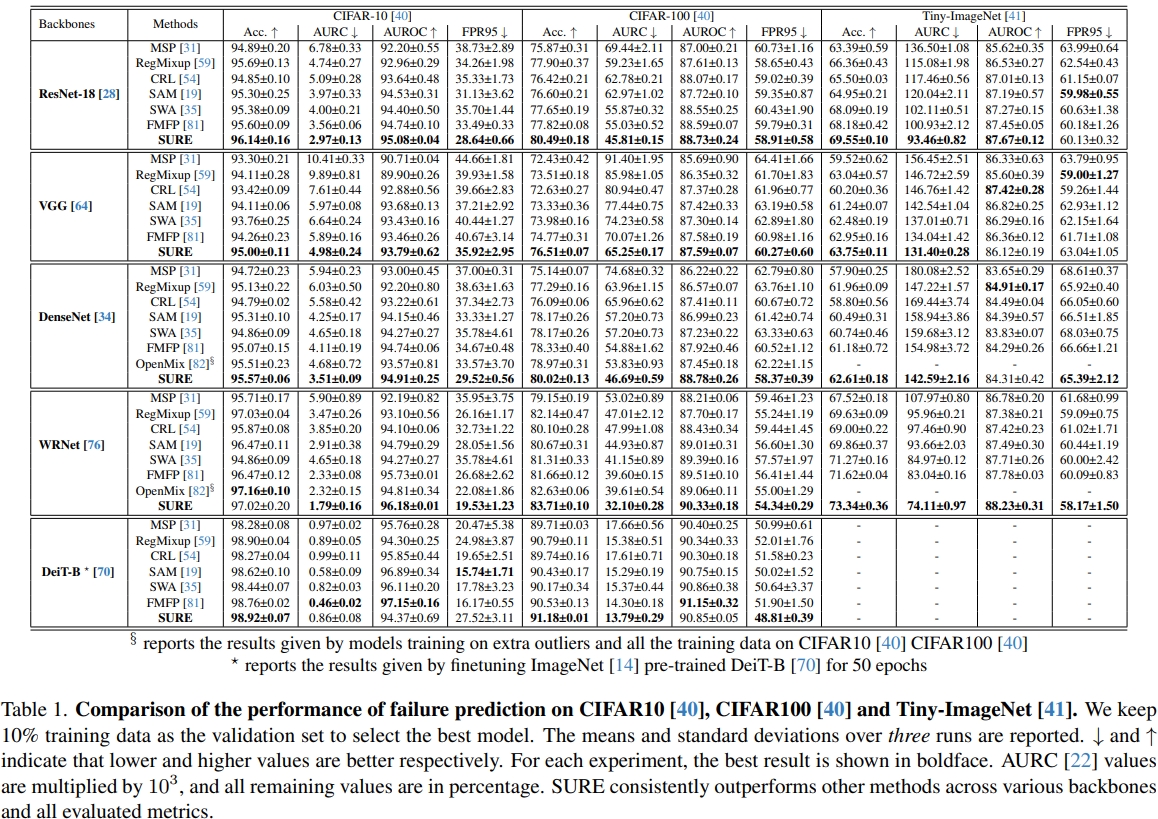 Backbones Methods CIFAR-10 [40] CIFAR-100 [40] Tiny-ImageNet [41]
Acc. ↑ AURC ↓ AUROC ↑ FPR95 ↓ Acc. ↑ AURC ↓ AUROC ↑ FPR95 ↓ Acc. ↑ AURC ↓ AUROC ↑ FPR95 ↓
MSP [31] 94.89±0.20 6.78±0.33 92.20±0.55 38.73±2.89 75.87±0.31 69.44±2.11 87.00±0.21 60.73±1.16 63.39±0.59 136.50±1.08 85.62±0.35 63.99±0.64
RegMixup [59] 95.69±0.13 4.74±0.27 92.96±0.29 34.26±1.98 77.90±0.37 59.23±1.65 87.61±0.13 58.65±0.43 66.36±0.43 115.08±1.98 86.53±0.27 62.54±0.43
CRL [54] 94.85±0.10 5.09±0.28 93.64±0.48 35.33±1.73 76.42±0.21 62.78±0.21 88.07±0.17 59.02±0.39 65.50±0.03 117.46±0.56 87.01±0.13 61.15±0.07
ResNet-18 [28] SAM [19] 95.30±0.25 3.97±0.33 94.53±0.31 31.13±3.62 76.60±0.21 62.97±1.02 87.72±0.10 59.35±0.87 64.95±0.21 120.04±2.11 87.19±0.57 59.98±0.55
SWA [35] 95.38±0.09 4.00±0.21 94.40±0.50 35.70±1.44 77.65±0.19 55.87±0.32 88.55±0.25 60.43±1.90 68.09±0.19 102.11±0.51 87.27±0.15 60.63±1.38
FMFP [81] 95.60±0.09 3.56±0.06 94.74±0.10 33.49±0.33 77.82±0.08 55.03±0.52 88.59±0.07 59.79±0.31 68.18±0.42 100.93±2.12 87.45±0.05 60.18±1.26
SURE 96.14±0.16 2.97±0.13 95.08±0.04 28.64±0.66 80.49±0.18 45.81±0.15 88.73±0.24 58.91±0.58 69.55±0.10 93.46±0.82 87.67±0.12 60.13±0.32
MSP [31] 93.30±0.21 10.41±0.33 90.71±0.04 44.66±1.81 72.43±0.42 91.40±1.95 85.69±0.90 64.41±1.66 59.52±0.62 156.45±2.51 86.33±0.63 63.79±0.95
RegMixup [59] 94.11±0.28 9.89±0.81 89.90±0.26 39.93±1.58 73.51±0.18 85.98±1.05 86.35±0.32 61.70±1.83 63.04±0.57 146.72±2.59 85.60±0.39 59.00±1.27
CRL [54] 93.42±0.09 7.61±0.44 92.88±0.56 39.66±2.83 72.63±0.27 80.94±0.47 87.37±0.28 61.96±0.77 60.20±0.36 146.76±1.42 87.42±0.28 59.26±1.44
VGG [64] SAM [19] 94.11±0.06 5.97±0.08 93.68±0.13 37.21±2.92 73.33±0.36 77.44±0.75 87.42±0.33 63.19±0.58 61.24±0.07 142.54±1.04 86.82±0.25 62.93±1.12
SWA [35] 93.76±0.25 6.64±0.24 93.43±0.16 40.44±1.27 73.98±0.16 74.23±0.58 87.30±0.14 62.89±1.80 62.48±0.19 137.01±0.71 86.29±0.16 62.15±1.64
FMFP [81] 94.26±0.23 5.89±0.16 93.46±0.26 40.67±3.14 74.77±0.31 70.07±1.26 87.58±0.19 60.98±1.16 62.95±0.16 134.04±1.42 86.36±0.12 61.71±1.08
SURE 95.00±0.11 4.98±0.24 93.79±0.62 35.92±2.95 76.51±0.07 65.25±0.17 87.59±0.07 60.27±0.60 63.75±0.11 131.40±0.28 86.12±0.19 63.04±1.05
MSP [31] 94.72±0.23 5.94±0.23 93.00±0.45 37.00±0.31 75.14±0.07 74.68±0.32 86.22±0.22 62.79±0.80 57.90±0.25 180.08±2.52 83.65±0.29 68.61±0.37
RegMixup [59] 95.13±0.22 6.03±0.50 92.20±0.80 38.63±1.63 77.29±0.16 63.96±1.15 86.57±0.07 63.76±1.10 61.96±0.09 147.22±1.57 84.91±0.17 65.92±0.40
CRL [54] 94.79±0.02 5.58±0.42 93.22±0.61 37.34±2.73 76.09±0.06 65.96±0.62 87.41±0.11 60.67±0.72 58.80±0.56 169.44±3.74 84.49±0.04 66.05±0.60
DenseNet [34] SAM [19] 95.31±0.10 4.25±0.17 94.15±0.46 33.33±1.27 78.17±0.26 57.20±0.73 86.99±0.23 61.42±0.74 60.49±0.31 158.94±3.86 84.39±0.57 66.51±1.85
SWA [35] 94.86±0.09 4.65±0.18 94.27±0.27 35.78±4.61 78.17±0.26 57.20±0.73 87.23±0.22 63.33±0.63 60.74±0.46 159.68±3.12 83.83±0.07 68.03±0.75
FMFP [81] 95.07±0.15 4.11±0.19 94.74±0.06 34.67±0.48 78.33±0.40 54.88±1.62 87.92±0.46 60.52±1.12 61.18±0.72 154.98±3.72 84.29±0.26 66.66±1.21
OpenMix [82]§ 95.51±0.23 4.68±0.72 93.57±0.81 33.57±3.70 78.97±0.31 53.83±0.93 87.45±0.18 62.22±1.15 - - - -
SURE 95.57±0.06 3.51±0.09 94.91±0.25 29.52±0.56 80.02±0.13 46.69±0.59 88.78±0.26 58.37±0.39 62.61±0.18 142.59±2.16 84.31±0.42 65.39±2.12
MSP [31] 95.71±0.17 5.90±0.89 92.19±0.82 35.95±3.75 79.15±0.19 53.02±0.89 88.21±0.06 59.46±1.23 67.52±0.18 107.97±0.80 86.78±0.20 61.68±0.99
RegMixup [59] 97.03±0.04 3.47±0.26 93.10±0.56 26.16±1.17 82.14±0.47 47.01±2.12 87.70±0.17 55.24±1.19 69.63±0.09 95.96±0.21 87.38±0.21 59.09±0.75
CRL [54] 95.87±0.08 3.85±0.20 94.10±0.06 32.73±1.22 80.10±0.28 47.99±1.08 88.43±0.34 59.44±1.45 69.00±0.22 97.46±0.90 87.42±0.23 61.02±1.71
WRNet [76] SAM [19] 96.47±0.11 2.91±0.38 94.79±0.29 28.05±1.56 80.67±0.31 44.93±0.87 89.01±0.31 56.60±1.30 69.86±0.37 93.66±2.03 87.49±0.30 60.44±1.19
SWA [35] 94.86±0.09 4.65±0.18 94.27±0.27 35.78±4.61 81.31±0.33 41.15±0.89 89.39±0.16 57.57±1.97 71.27±0.16 84.97±0.12 87.71±0.26 60.00±2.42
FMFP [81] 96.47±0.12 2.33±0.08 95.73±0.01 26.68±2.62 81.66±0.12 39.60±0.15 89.51±0.10 56.41±1.44 71.62±0.04 83.04±0.16 87.78±0.03 60.09±0.83
OpenMix [82]§ 97.16±0.10 2.32±0.15 94.81±0.34 22.08±1.86 82.63±0.06 39.61±0.54 89.06±0.11 55.00±1.29 - - - -
SURE 97.02±0.20 1.79±0.16 96.18±0.01 19.53±1.23 83.71±0.10 32.10±0.28 90.33±0.18 54.34±0.29 73.34±0.36 74.11±0.97 88.23±0.31 58.17±1.50
MSP [31] 98.28±0.08 0.97±0.02 95.76±0.28 20.47±5.38 89.71±0.03 17.66±0.56 90.40±0.25 50.99±0.61 - - - -
RegMixup [59] 98.90±0.04 0.89±0.05 94.30±0.25 24.98±3.87 90.79±0.11 15.38±0.51 90.34±0.33 52.01±1.76 - - - -
CRL [54] 98.27±0.04 0.99±0.11 95.85±0.44 19.65±2.51 89.74±0.16 17.61±0.71 90.30±0.18 51.58±0.23 - - - -
DeiT-B * [70] SAM [19] 98.62±0.10 0.58±0.09 96.89±0.34 15.74±1.71 90.43±0.17 15.29±0.19 90.75±0.15 50.02±1.52 - - - -
SWA [35] 98.44±0.07 0.82±0.03 96.11±0.20 17.78±3.23 90.17±0.34 15.37±0.44 90.86±0.38 50.64±3.37 - - - -
FMFP [81] 98.76±0.02 0.46±0.02 97.15±0.16 16.17±0.55 90.53±0.13 14.30±0.18 91.15±0.32 51.90±1.50 - - - -
SURE 98.92±0.07 0.86±0.08 94.37±0.69 27.52±3.11 91.18±0.01 13.79±0.29 90.85±0.05 48.81±0.39 - - - -
§ reports the results given by models training on extra outliers and all the training data on CIFAR10 [40] CIFAR100 [40]
* reports the results given by finetuning ImageNet [14] pre-trained DeiT-B [70] for 50 epochs
Table 1. Comparison of the performance of failure prediction on CIFAR10 [40], CIFAR100 [40] and Tiny-ImageNet [41]. We keep
10% training data as the validation set to select the best model. The means and standard deviations over three runs are reported. ↓ and ↑
indicate that lower and higher values are better respectively. For each experiment, the best result is shown in boldface. AURC [22] values
are multiplied by 10³, and all remaining values are in percentage. SURE consistently outperforms other methods across various backbones
and all evaluated metrics.